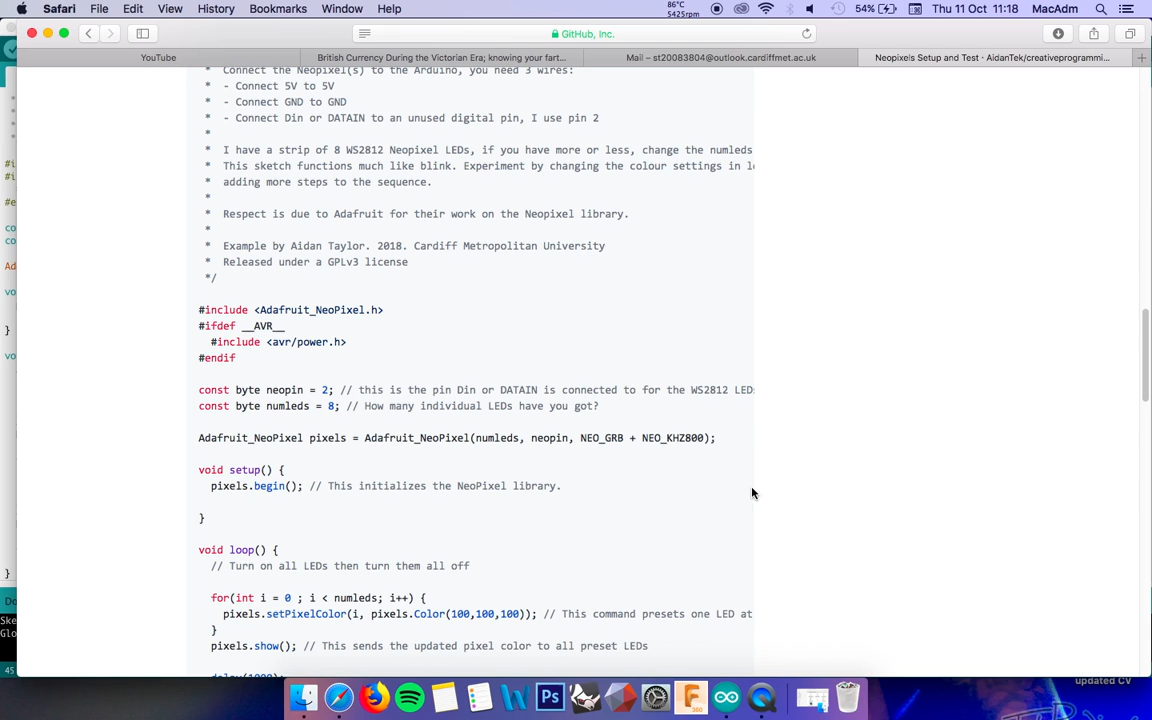 Safari File Edit View History Bookmarks Window Help 86°C 5425rpm 54% Thu 11 Oct 11:18 MacAdm
GitHub, Inc.
YouTube British Currency During the Victorian Era; knowing your fart... Mail – st20083804@outlook.cardiffmet.ac.uk Neopixels Setup and Test · AidanTek/creativeprogrammi...
* Connect the Neopixel(s) to the Arduino, you need 3 wires:
* - Connect 5V to 5V
* - Connect GND to GND
* - Connect Din or DATAIN to an unused digital pin, I use pin 2
*
* I have a strip of 8 WS2812 Neopixel LEDs, if you have more or less, change the numleds
* This sketch functions much like blink. Experiment by changing the colour settings in l
* adding more steps to the sequence.
*
* Respect is due to Adafruit for their work on the Neopixel library.
*
* Example by Aidan Taylor. 2018. Cardiff Metropolitan University
* Released under a GPLv3 license
*/
#include <Adafruit_NeoPixel.h>
#ifdef __AVR__
#include <avr/power.h>
#endif
const byte neopin = 2; // this is the pin Din or DATAIN is connected to for the WS2812 LED
const byte numleds = 8; // How many individual LEDs have you got?
Adafruit_NeoPixel pixels = Adafruit_NeoPixel(numleds, neopin, NEO_GRB + NEO_KHZ800);
void setup() {
pixels.begin(); // This initializes the NeoPixel library.
}
void loop() {
// Turn on all LEDs then turn them all off
for(int i = 0 ; i < numleds; i++) {
pixels.setPixelColor(i, pixels.Color(100,100,100)); // This command presets one LED at
}
pixels.show(); // This sends the updated pixel color to all preset LEDs
#i
#i
#e
co
co
Ad
vo
}
vo
}
Do
Ske
Glo
45
updated CV